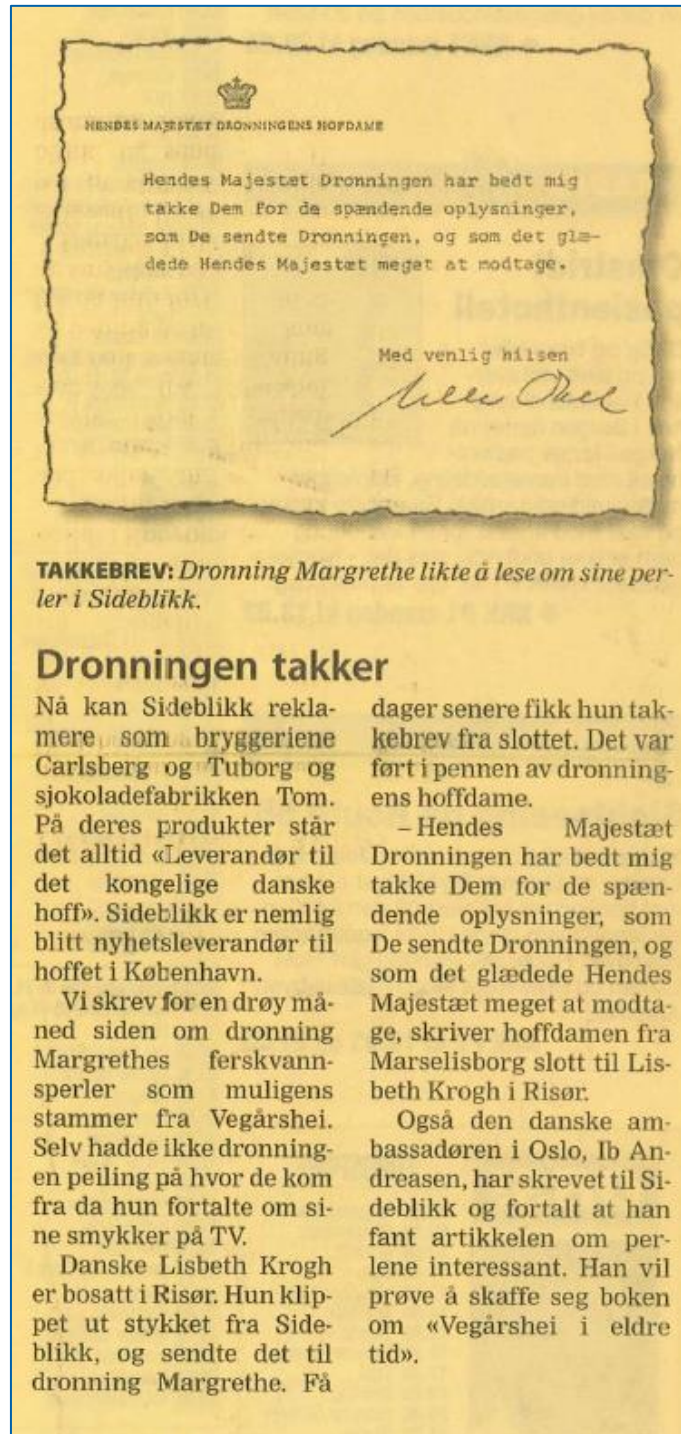 HENDES MAJESTÆT DRONNINGENS HOFDAME
Hendes Majestæt Dronningen har bedt mig
takke Dem for de spændende oplysninger,
som De sendte Dronningen, og som det glæ-
dede Hendes Majestæt meget at modtage.
Med venlig hilsen
TAKKEBREV: Dronning Margrethe likte å lese om sine per-
ler i Sideblikk.
Dronningen takker
Nå kan Sideblikk rekla-
mere som bryggeriene
Carlsberg og Tuborg og
sjokoladefabrikken Tom.
På deres produkter står
det alltid «Leverandør til
det kongelige danske
hoff». Sideblikk er nemlig
blitt nyhetsleverandør til
hoffet i København.
Vi skrev for en drøy må-
ned siden om dronning
Margrethes ferskvann-
sperler som muligens
stammer fra Vegårshei.
Selv hadde ikke dronning-
en peiling på hvor de kom
fra da hun fortalte om si-
ne smykker på TV.
Danske Lisbeth Krogh
er bosatt i Risør. Hun klip-
pet ut stykket fra Side-
blikk, og sendte det til
dronning Margrethe. Få
dager senere fikk hun tak-
kebrev fra slottet. Det var
ført i pennen av dronning-
ens hoffdame.
– Hendes Majestæt
Dronningen har bedt mig
takke Dem for de spæn-
dende oplysninger, som
De sendte Dronningen, og
som det glædede Hendes
Majestæt meget at modta-
ge, skriver hoffdamen fra
Marselisborg slott til Lis-
beth Krogh i Risør.
Også den danske am-
bassadøren i Oslo, Ib An-
dreasen, har skrevet til Si-
deblikk og fortalt at han
fant artikkelen om per-
lene interessant. Han vil
prøve å skaffe seg boken
om «Vegårshei i eldre
tid».